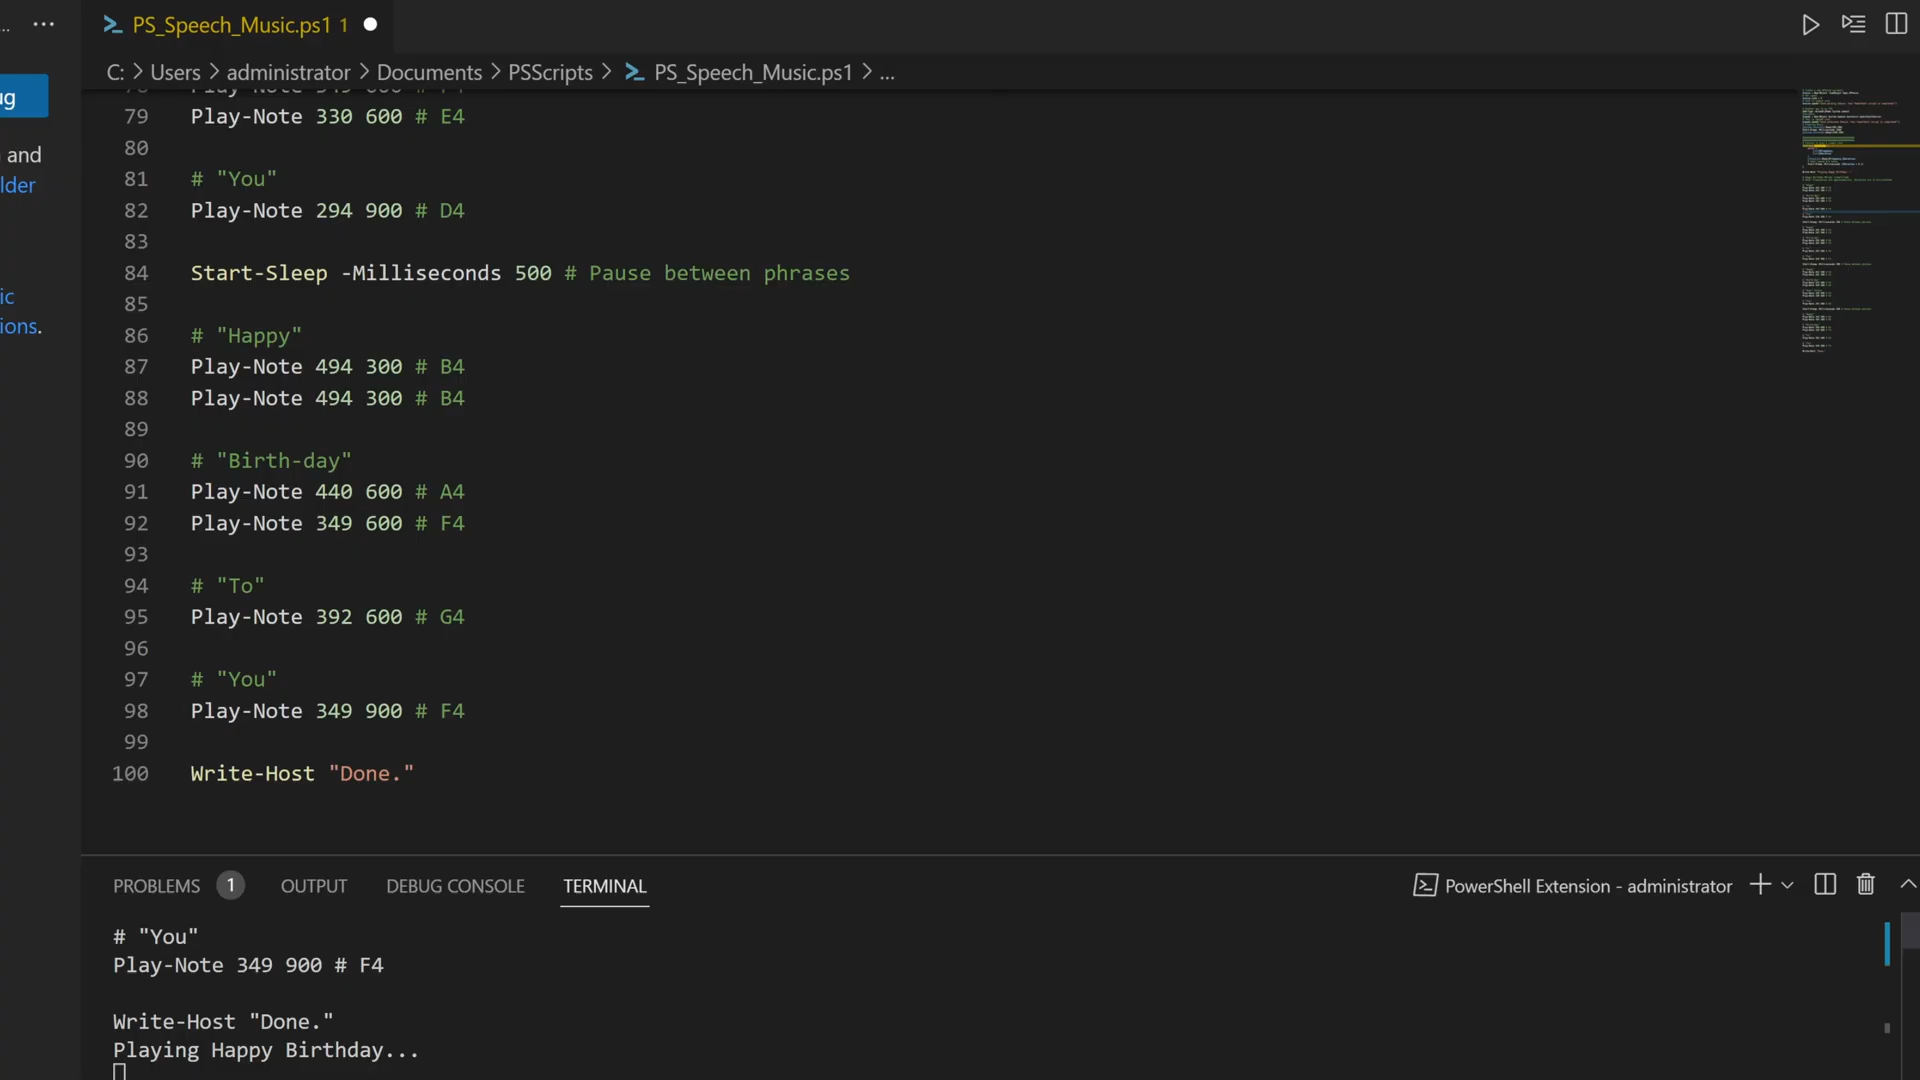 ... PS_Speech_Music.ps1 1
ug
C: > Users > administrator > Documents > PSScripts > PS_Speech_Music.ps1 > ...
and
lder
ic
ions.
79 Play-Note 330 600 # E4
80
81 # "You"
82 Play-Note 294 900 # D4
83
84 Start-Sleep -Milliseconds 500 # Pause between phrases
85
86 # "Happy"
87 Play-Note 494 300 # B4
88 Play-Note 494 300 # B4
89
90 # "Birth-day"
91 Play-Note 440 600 # A4
92 Play-Note 349 600 # F4
93
94 # "To"
95 Play-Note 392 600 # G4
96
97 # "You"
98 Play-Note 349 900 # F4
99
100 Write-Host "Done."
PROBLEMS 1 OUTPUT DEBUG CONSOLE TERMINAL PowerShell Extension - administrator
# "You"
Play-Note 349 900 # F4
Write-Host "Done."
Playing Happy Birthday...